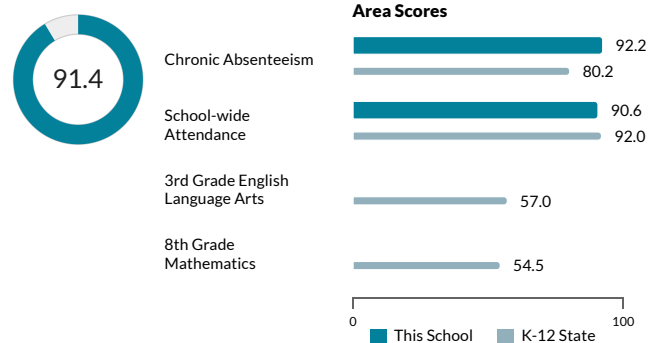 Area Scores
91.4
Chronic Absenteeism
92.2
80.2
School-wide
Attendance
90.6
92.0
3rd Grade English
Language Arts
57.0
8th Grade
Mathematics
54.5
0
100
This School
K-12 State